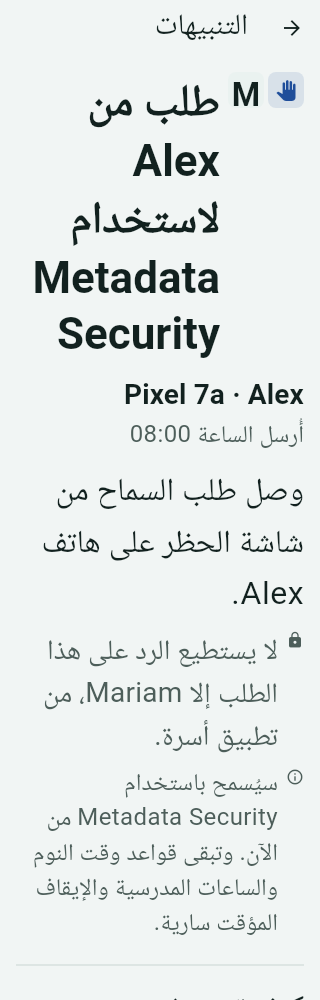 التنبيهات
M
طلب من
Alex
لاستخدام
Metadata
Security
Pixel 7a · Alex
أرسل الساعة 08:00
وصل طلب السماح من
شاشة الحظر على هاتف
Alex.
لا يستطيع الرد على هذا
الطلب إلا Mariam، من
تطبيق أسرة.
سيُسمح باستخدام
Metadata Security من
الآن. وتبقى قواعد وقت النوم
والساعات المدرسية والإيقاف
المؤقت سارية.